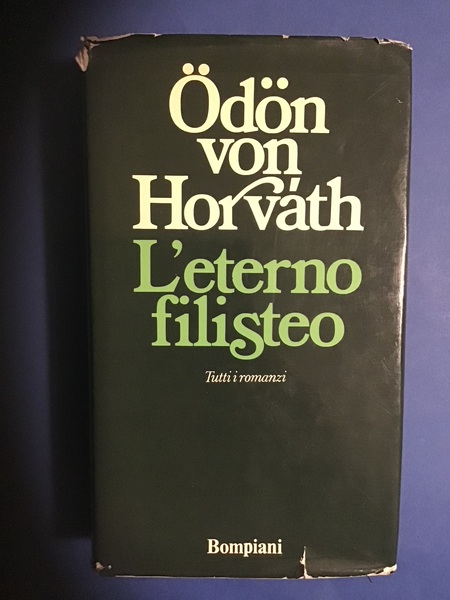 Ödön
von
Horváth
L'eterno
filisteo
Tutti i romanzi
Bompiani